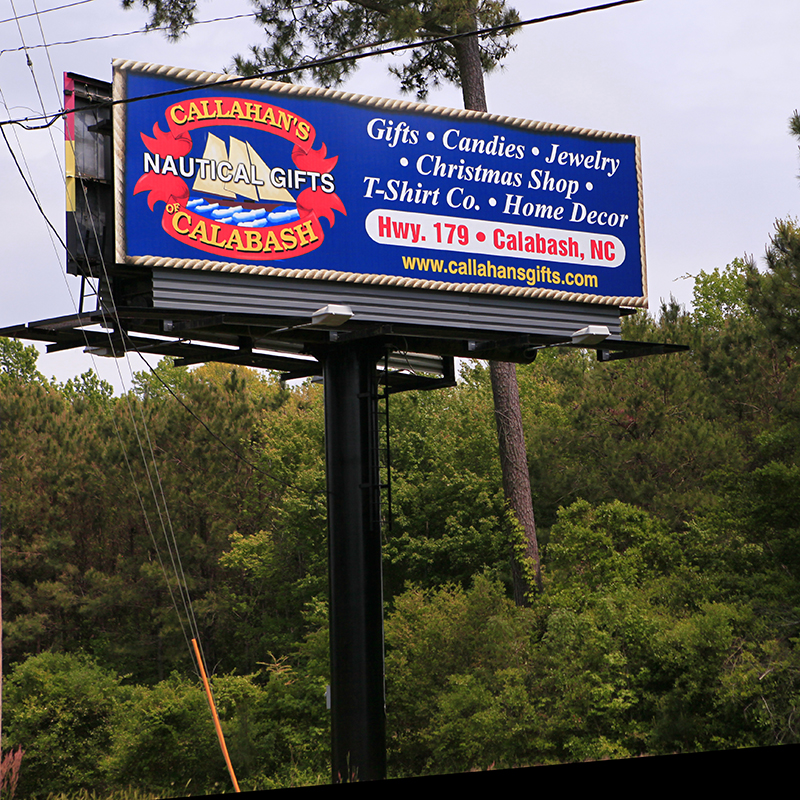 CALLAHAN'S
NAUTICAL GIFTS
OF
CALABASH
Gifts • Candies • Jewelry
• Christmas Shop •
T-Shirt Co. • Home Decor
Hwy. 179 • Calabash, NC
www.callahansgifts.com